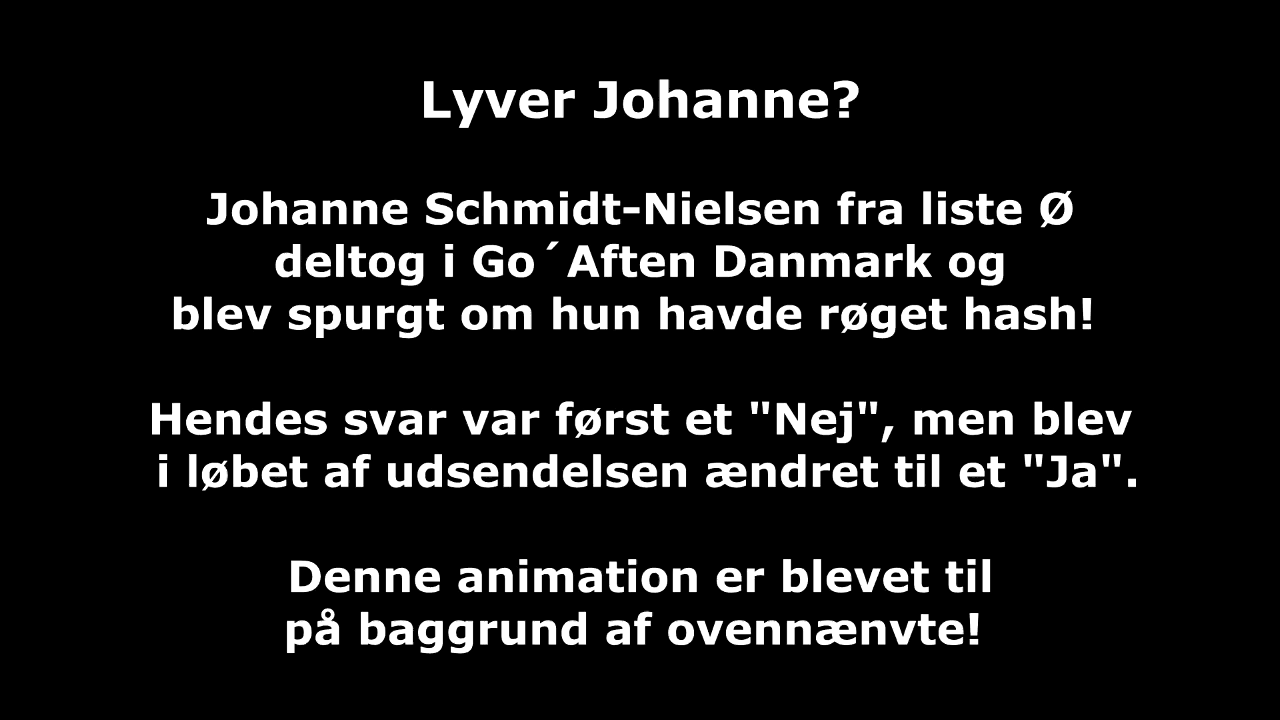 Lyver Johanne?
Johanne Schmidt-Nielsen fra liste Ø
deltog i Go´Aften Danmark og
blev spurgt om hun havde røget hash!
Hendes svar var først et "Nej", men blev
i løbet af udsendelsen ændret til et "Ja".
Denne animation er blevet til
på baggrund af ovennænvte!